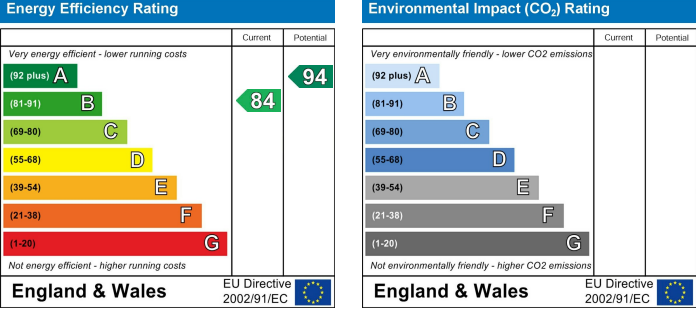 Energy Efficiency Rating
Current Potential
Very energy efficient - lower running costs
(92 plus) A
94
(81-91) B
84
(69-80) C
(55-68) D
(39-54) E
(21-38) F
(1-20) G
Not energy efficient - higher running costs
England & Wales
EU Directive
2002/91/EC
Environmental Impact (CO₂) Rating
Current Potential
Very environmentally friendly - lower CO2 emissions
(92 plus) A
(81-91) B
(69-80) C
(55-68) D
(39-54) E
(21-38) F
(1-20) G
Not environmentally friendly - higher CO2 emissions
England & Wales
EU Directive
2002/91/EC